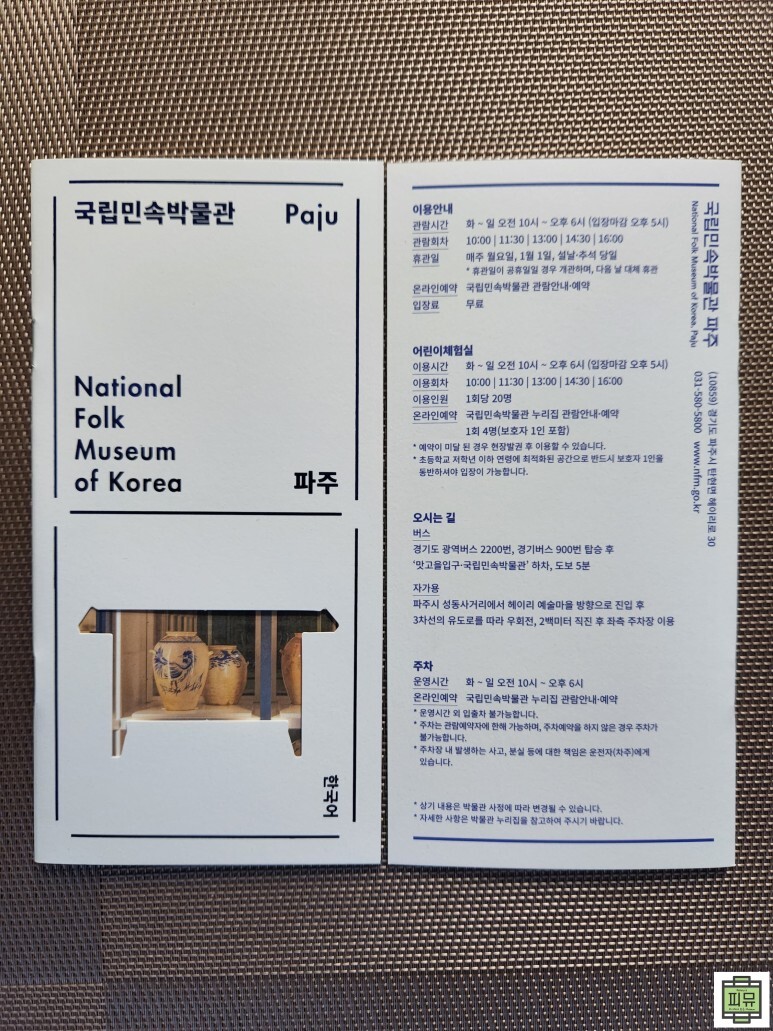 국립민속박물관 Paju
National
Folk
Museum
of Korea 파주
한국어
이용안내
관람시간 화 ~ 일 오전 10시 ~ 오후 6시 (입장마감 오후 5시)
관람회차 10:00 | 11:30 | 13:00 | 14:30 | 16:00
휴관일 매주 월요일, 1월 1일, 설날·추석 당일
* 휴관일이 공휴일일 경우 개관하며, 다음 날 대체 휴관
온라인예약 국립민속박물관 관람안내·예약
입장료 무료
어린이체험실
이용시간 화 ~ 일 오전 10시 ~ 오후 6시 (입장마감 오후 5시)
이용회차 10:00 | 11:30 | 13:00 | 14:30 | 16:00
이용인원 1회당 20명
온라인예약 국립민속박물관 누리집 관람안내·예약
1회 4명(보호자 1인 포함)
* 예약이 미달 된 경우 현장발권 후 이용할 수 있습니다.
* 초등학교 저학년 이하 연령에 최적화된 공간으로 반드시 보호자 1인을
동반하셔야 입장이 가능합니다.
오시는 길
버스
경기도 광역버스 2200번, 경기버스 900번 탑승 후
‘맛고을입구·국립민속박물관’ 하차, 도보 5분
자가용
파주시 성동사거리에서 헤이리 예술마을 방향으로 진입 후
3차선의 유도로를 따라 우회전, 2백미터 직진 후 좌측 주차장 이용
주차
운영시간 화 ~ 일 오전 10시 ~ 오후 6시
온라인예약 국립민속박물관 누리집 관람안내·예약
* 운영시간 외 입출차 불가능합니다.
* 주차는 관람예약자에 한해 가능하며, 주차예약을 하지 않은 경우 주차가
불가능합니다.
* 주차장 내 발생하는 사고, 분실 등에 대한 책임은 운전자(차주)에게
있습니다.
* 상기 내용은 박물관 사정에 따라 변경될 수 있습니다.
* 자세한 사항은 박물관 누리집을 참고하여 주시기 바랍니다.
국립민속박물관 파주
National Folk Museum of Korea, Paju
(10859) 경기도 파주시 탄현면 헤이리로 30
031-580-5800 www.nfm.go.kr
피뮤